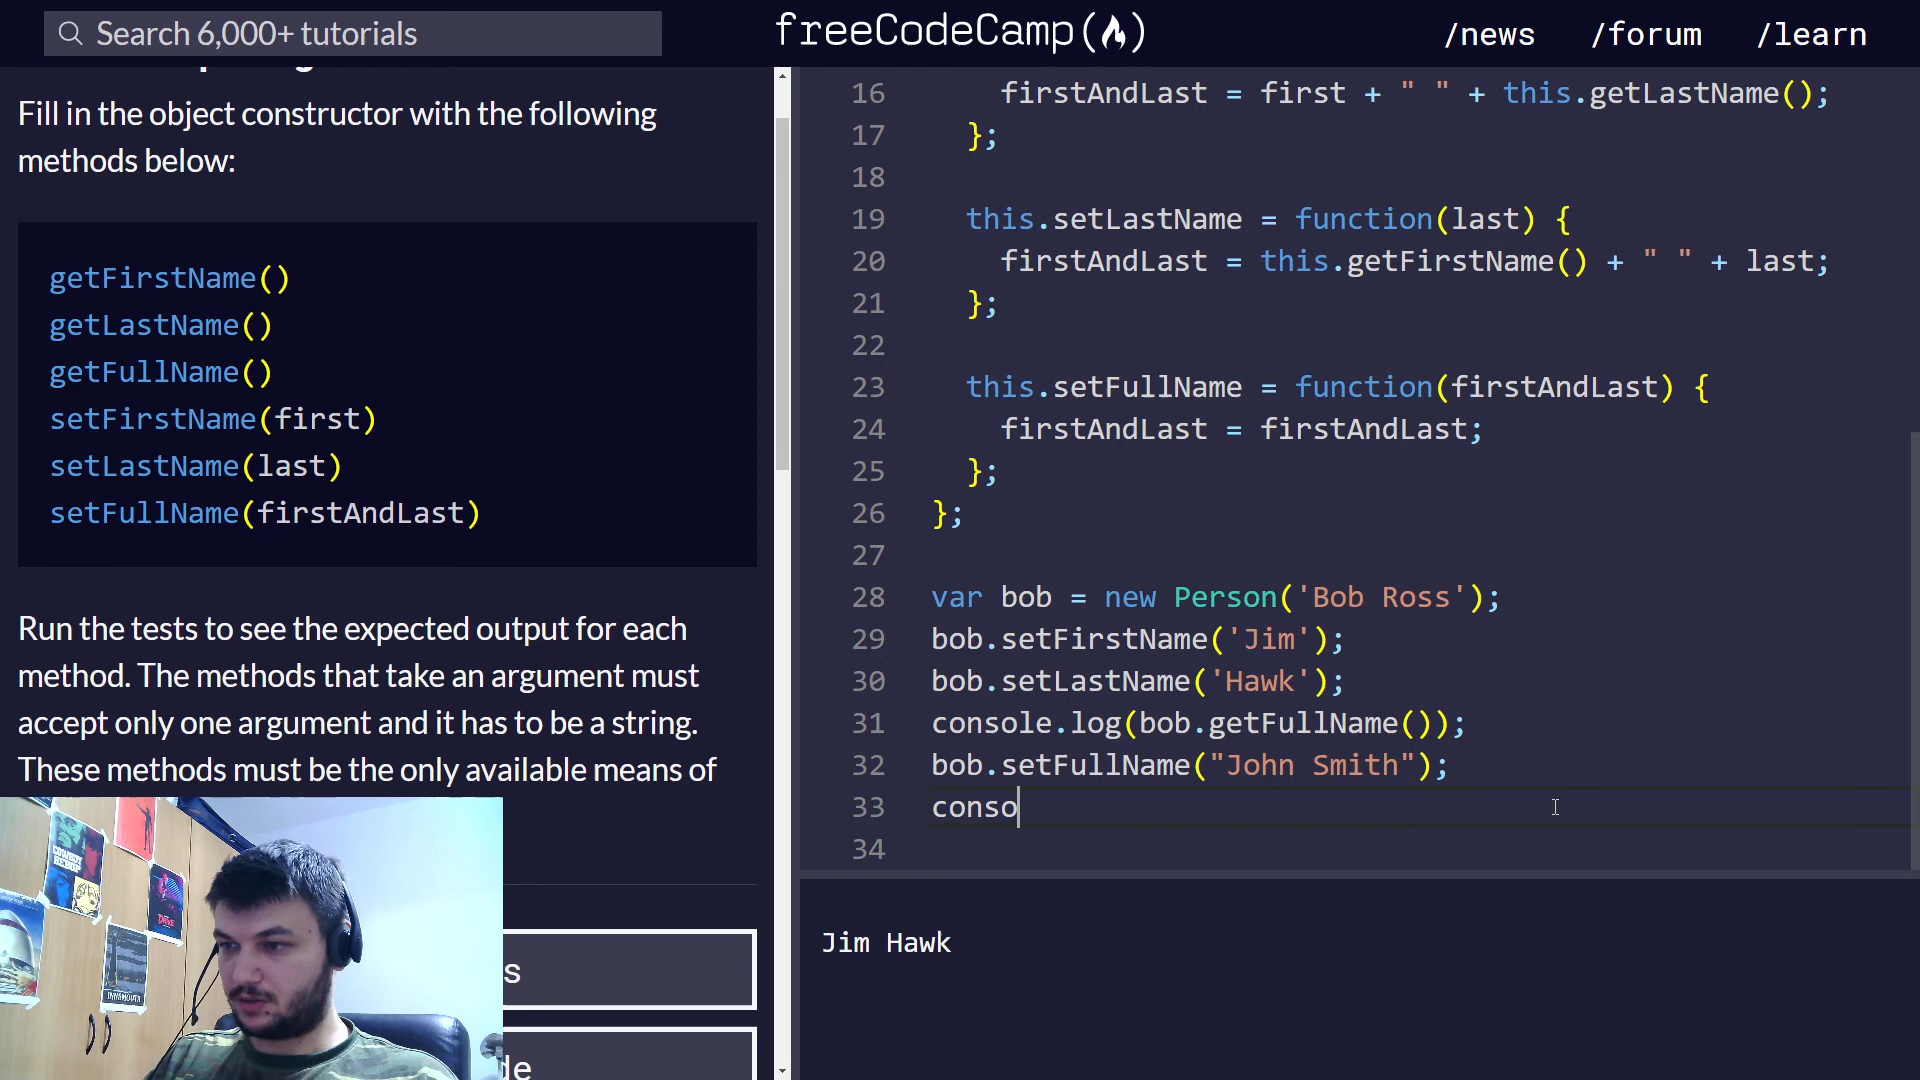 Search 6,000+ tutorials
freeCodeCamp
/news
/forum
/learn
Fill in the object constructor with the following
methods below:
getFirstName()
getLastName()
getFullName()
setFirstName(first)
setLastName(last)
setFullName(firstAndLast)
Run the tests to see the expected output for each
method. The methods that take an argument must
accept only one argument and it has to be a string.
These methods must be the only available means of
s
de
16 firstAndLast = first + " " + this.getLastName();
17 };
18
19 this.setLastName = function(last) {
20 firstAndLast = this.getFirstName() + " " + last;
21 };
22
23 this.setFullName = function(firstAndLast) {
24 firstAndLast = firstAndLast;
25 };
26 };
27
28 var bob = new Person('Bob Ross');
29 bob.setFirstName('Jim');
30 bob.setLastName('Hawk');
31 console.log(bob.getFullName());
32 bob.setFullName("John Smith");
33 conso
34
Jim Hawk
COWBOY
BEBOP
DRIVE
INNSMOUTH